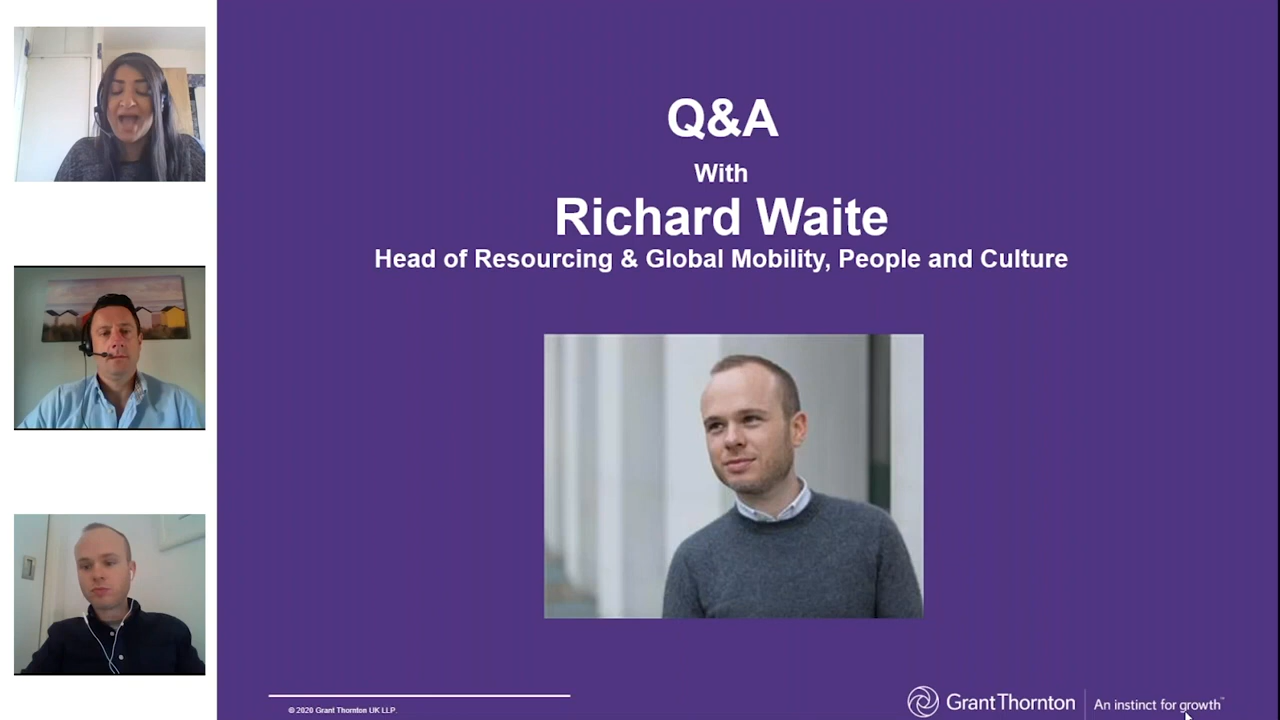 Q&A
With
Richard Waite
Head of Resourcing & Global Mobility, People and Culture
© 2020 Grant Thornton UK LLP.
GrantThornton
An instinct for growth™